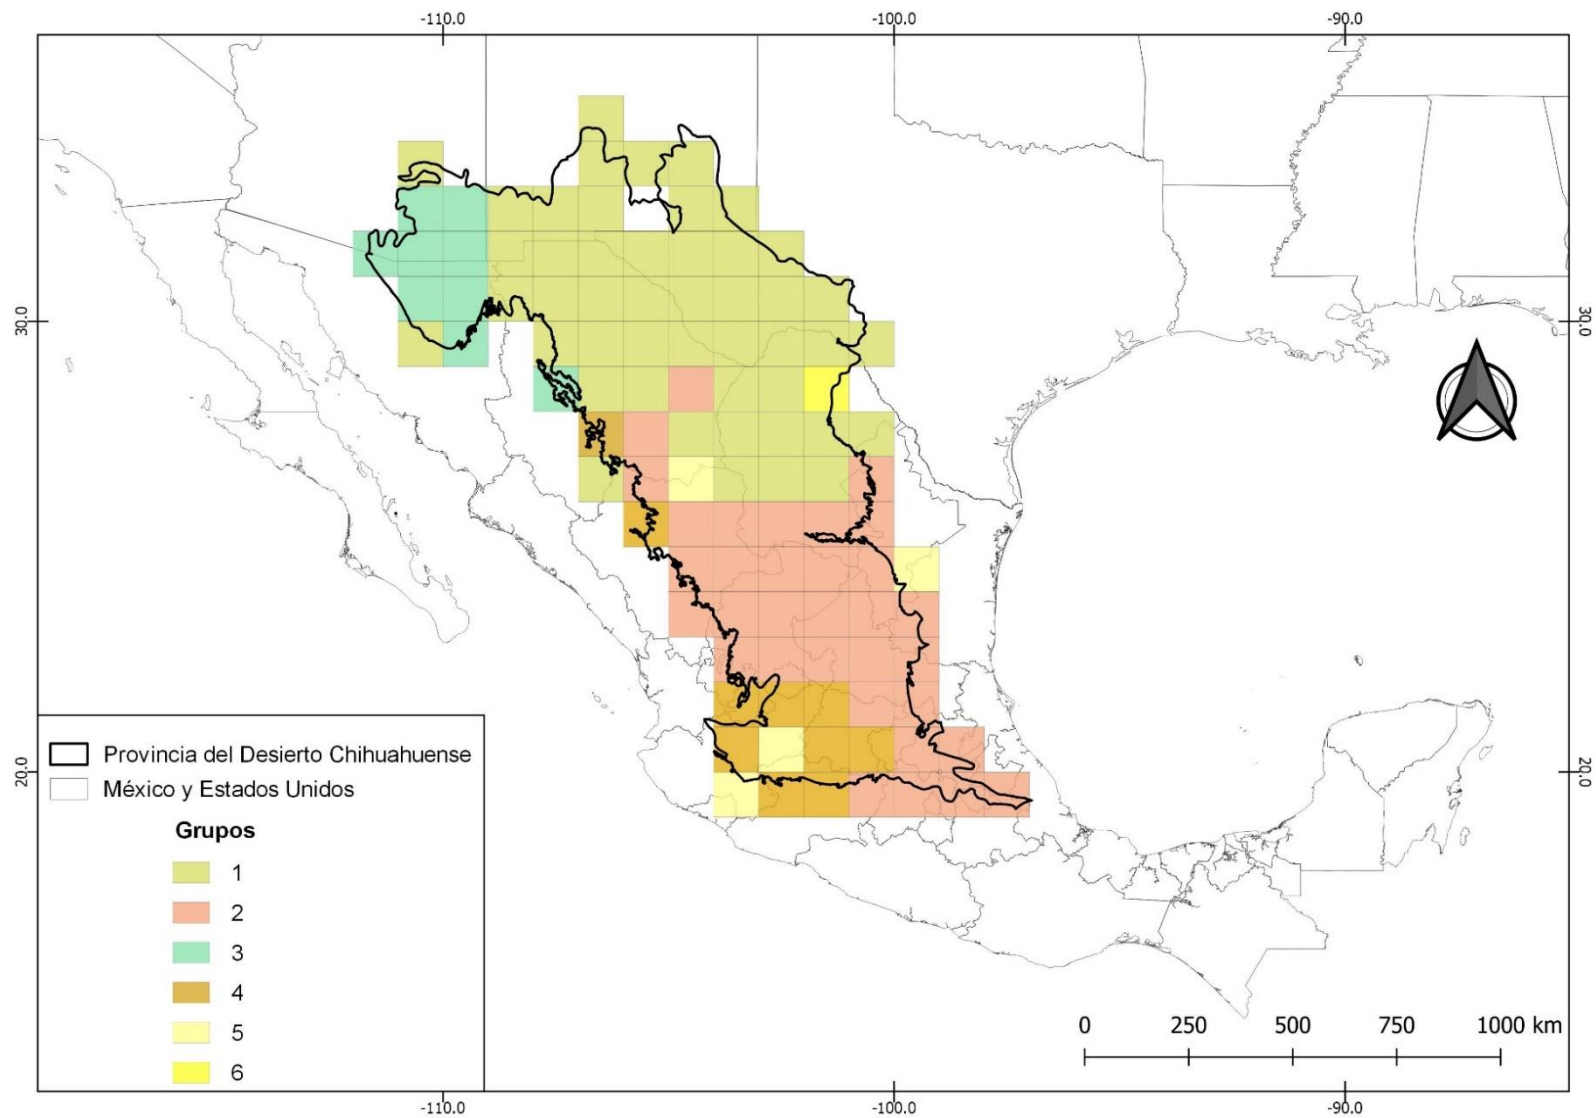 -110.0 -100.0 -90.0
30.0 30.0
20.0 20.0
Provincia del Desierto Chihuahuense
México y Estados Unidos
Grupos
1
2
3
4
5
6
0 250 500 750 1000 km
-110.0 -100.0 -90.0